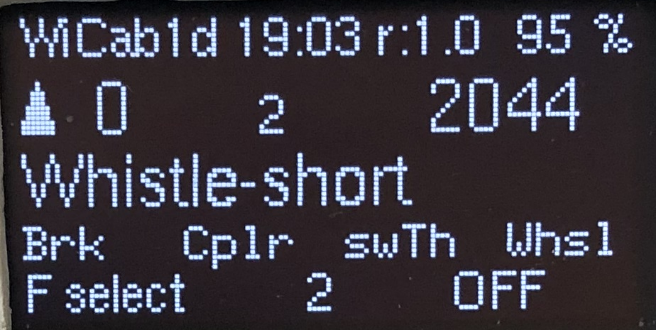 WiCab1d 19:03 r:1.0 95 %
0 2 2044
Whistle-short
Brk Cplr swTh Whsl
F select 2 OFF